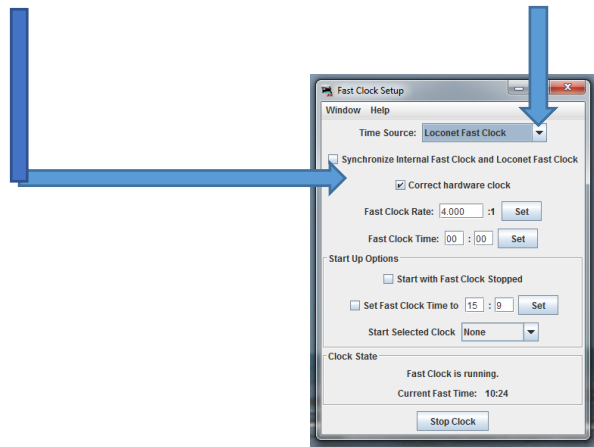 Fast Clock Setup
Window Help
Time Source: Loconet Fast Clock
Synchronize Internal Fast Clock and Loconet Fast Clock
Correct hardware clock
Fast Clock Rate: 4.000 :1 Set
Fast Clock Time: 00 : 00 Set
Start Up Options
Start with Fast Clock Stopped
Set Fast Clock Time to 15 : 9 Set
Start Selected Clock None
Clock State
Fast Clock is running.
Current Fast Time: 10:24
Stop Clock